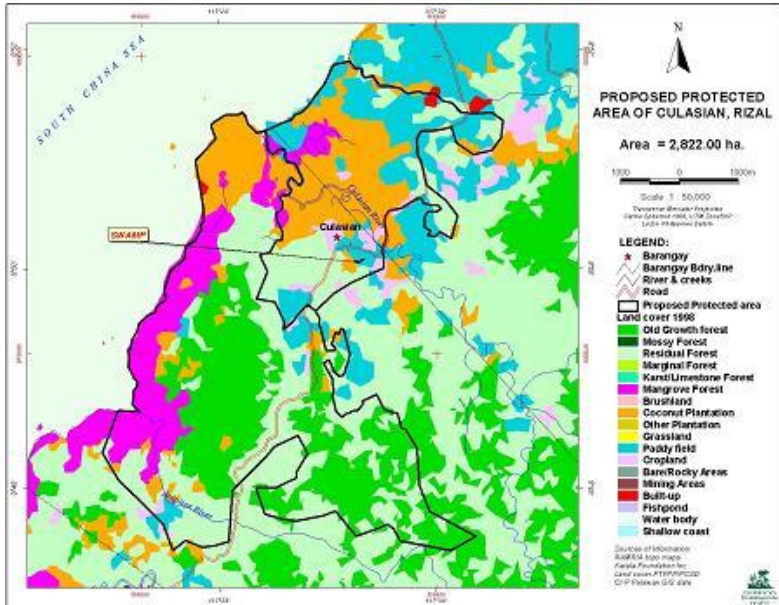 SOUTH CHINA SEA
SWAMP
Culasian
Culasian River
River
PROPOSED PROTECTED
AREA OF CULASIAN, RIZAL
Area = 2,822.00 ha.
1000 0 1000m
Scale 1 : 50,000
LEGEND:
Barangay
Barangay Bdry.line
River & creeks
Road
Proposed Protected area
Land cover 1998
Old Growth forest
Mossy Forest
Residual Forest
Marginal Forest
Karst/Limestone Forest
Mangrove Forest
Brushland
Coconut Plantation
Other Plantation
Grassland
Paddy field
Cropland
Bare/Rocky Areas
Mining Areas
Built-up
Fishpond
Water body
Shallow coast
Sources of Information